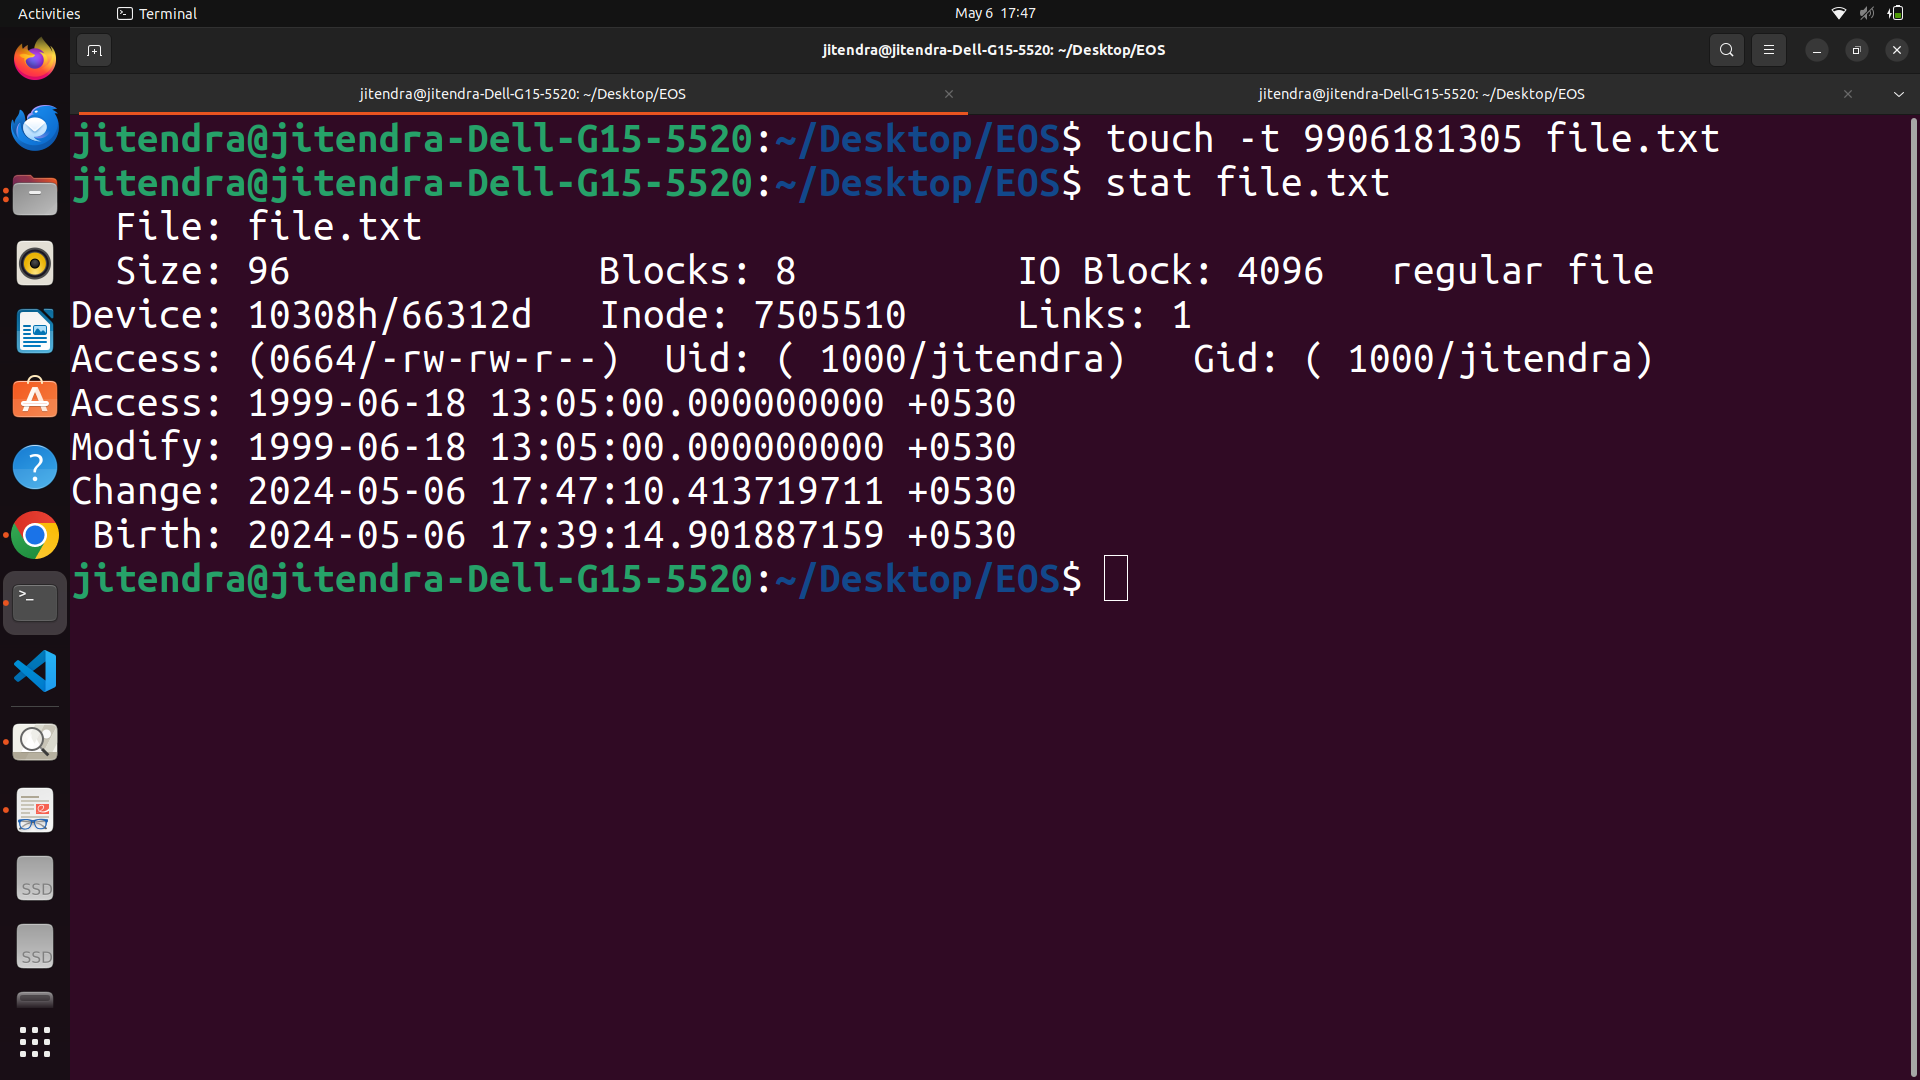 Activities Terminal May 6 17:47
jitendra@jitendra-Dell-G15-5520: ~/Desktop/EOS
jitendra@jitendra-Dell-G15-5520: ~/Desktop/EOS jitendra@jitendra-Dell-G15-5520: ~/Desktop/EOS
jitendra@jitendra-Dell-G15-5520:~/Desktop/EOS$ touch -t 9906181305 file.txt
jitendra@jitendra-Dell-G15-5520:~/Desktop/EOS$ stat file.txt
  File: file.txt
  Size: 96              Blocks: 8          IO Block: 4096   regular file
Device: 10308h/66312d   Inode: 7505510     Links: 1
Access: (0664/-rw-rw-r--)  Uid: ( 1000/jitendra)   Gid: ( 1000/jitendra)
Access: 1999-06-18 13:05:00.000000000 +0530
Modify: 1999-06-18 13:05:00.000000000 +0530
Change: 2024-05-06 17:47:10.413719711 +0530
 Birth: 2024-05-06 17:39:14.901887159 +0530
jitendra@jitendra-Dell-G15-5520:~/Desktop/EOS$
SSD
SSD